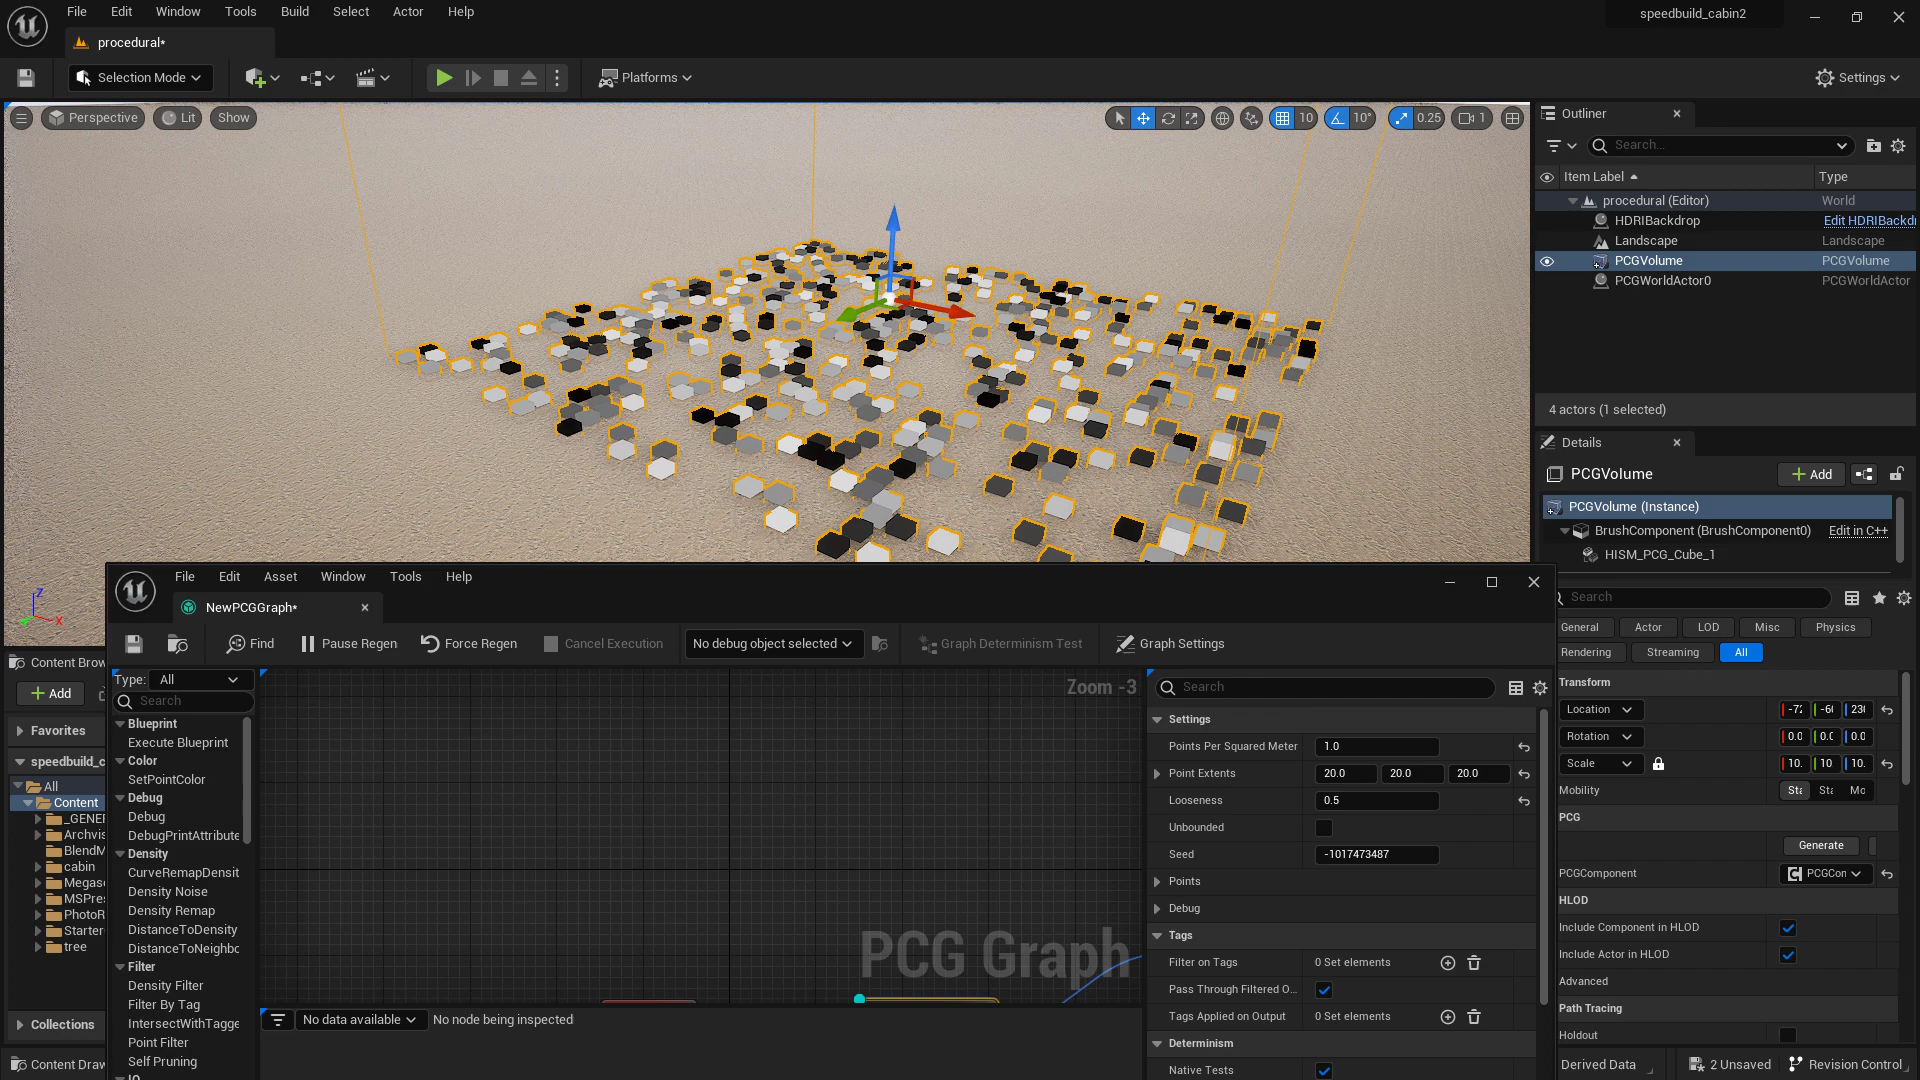 File Edit Window Tools Build Select Actor Help
speedbuild_cabin2
procedural*
Selection Mode
Platforms
Settings
Perspective
Lit
Show
10
10°
0.25
1
Outliner
Search...
Item Label
Type
procedural (Editor)
World
HDRIBackdrop
Edit HDRIBackd
Landscape
Landscape
PCGVolume
PCGVolume
PCGWorldActor0
PCGWorldActor
4 actors (1 selected)
Details
PCGVolume
Add
PCGVolume (Instance)
BrushComponent (BrushComponent0)
Edit in C++
HISM_PCG_Cube_1
Search
General
Actor
LOD
Misc
Physics
Rendering
Streaming
All
Transform
Location
-72
-6
23
Rotation
0.0
0.0
0.0
Scale
10.
10
10.
Mobility
Sta
Sta
Mo
PCG
Generate
PCGComponent
PCGCon
HLOD
Include Component in HLOD
Include Actor in HLOD
Advanced
Path Tracing
Holdout
Derived Data
2 Unsaved
Revision Control
Content Brow
Add
Favorites
speedbuild_c
All
Content
_GENER
Archvis
BlendM
cabin
Megasc
MSPres
PhotoR
Starter
tree
Collections
Content Draw
File Edit Asset Window Tools Help
NewPCGGraph*
Find
Pause Regen
Force Regen
Cancel Execution
No debug object selected
Graph Determinism Test
Graph Settings
Type:
All
Search
Blueprint
Execute Blueprint
Color
SetPointColor
Debug
Debug
DebugPrintAttribute
Density
CurveRemapDensit
Density Noise
Density Remap
DistanceToDensity
DistanceToNeighbo
Filter
Density Filter
Filter By Tag
IntersectWithTagge
Point Filter
Self Pruning
IO
Zoom -3
PCG Graph
No data available
No node being inspected
Search
Settings
Points Per Squared Meter
1.0
Point Extents
20.0
20.0
20.0
Looseness
0.5
Unbounded
Seed
-1017473487
Points
Debug
Tags
Filter on Tags
0 Set elements
Pass Through Filtered O...
Tags Applied on Output
0 Set elements
Determinism
Native Tests